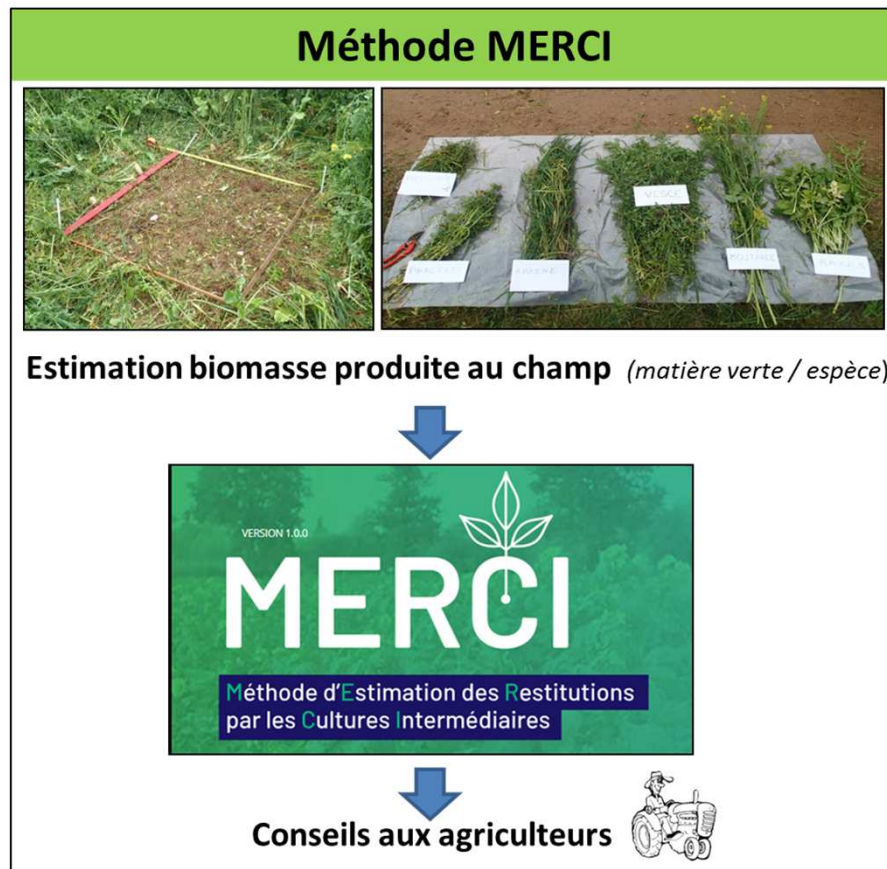 Méthode MERCI
VESCE
MOUTARDE
Estimation biomasse produite au champ (matière verte / espèce)
VERSION 1.0.0
MERCI
Méthode d'Estimation des Restitutions
par les Cultures Intermédiaires
Conseils aux agriculteurs